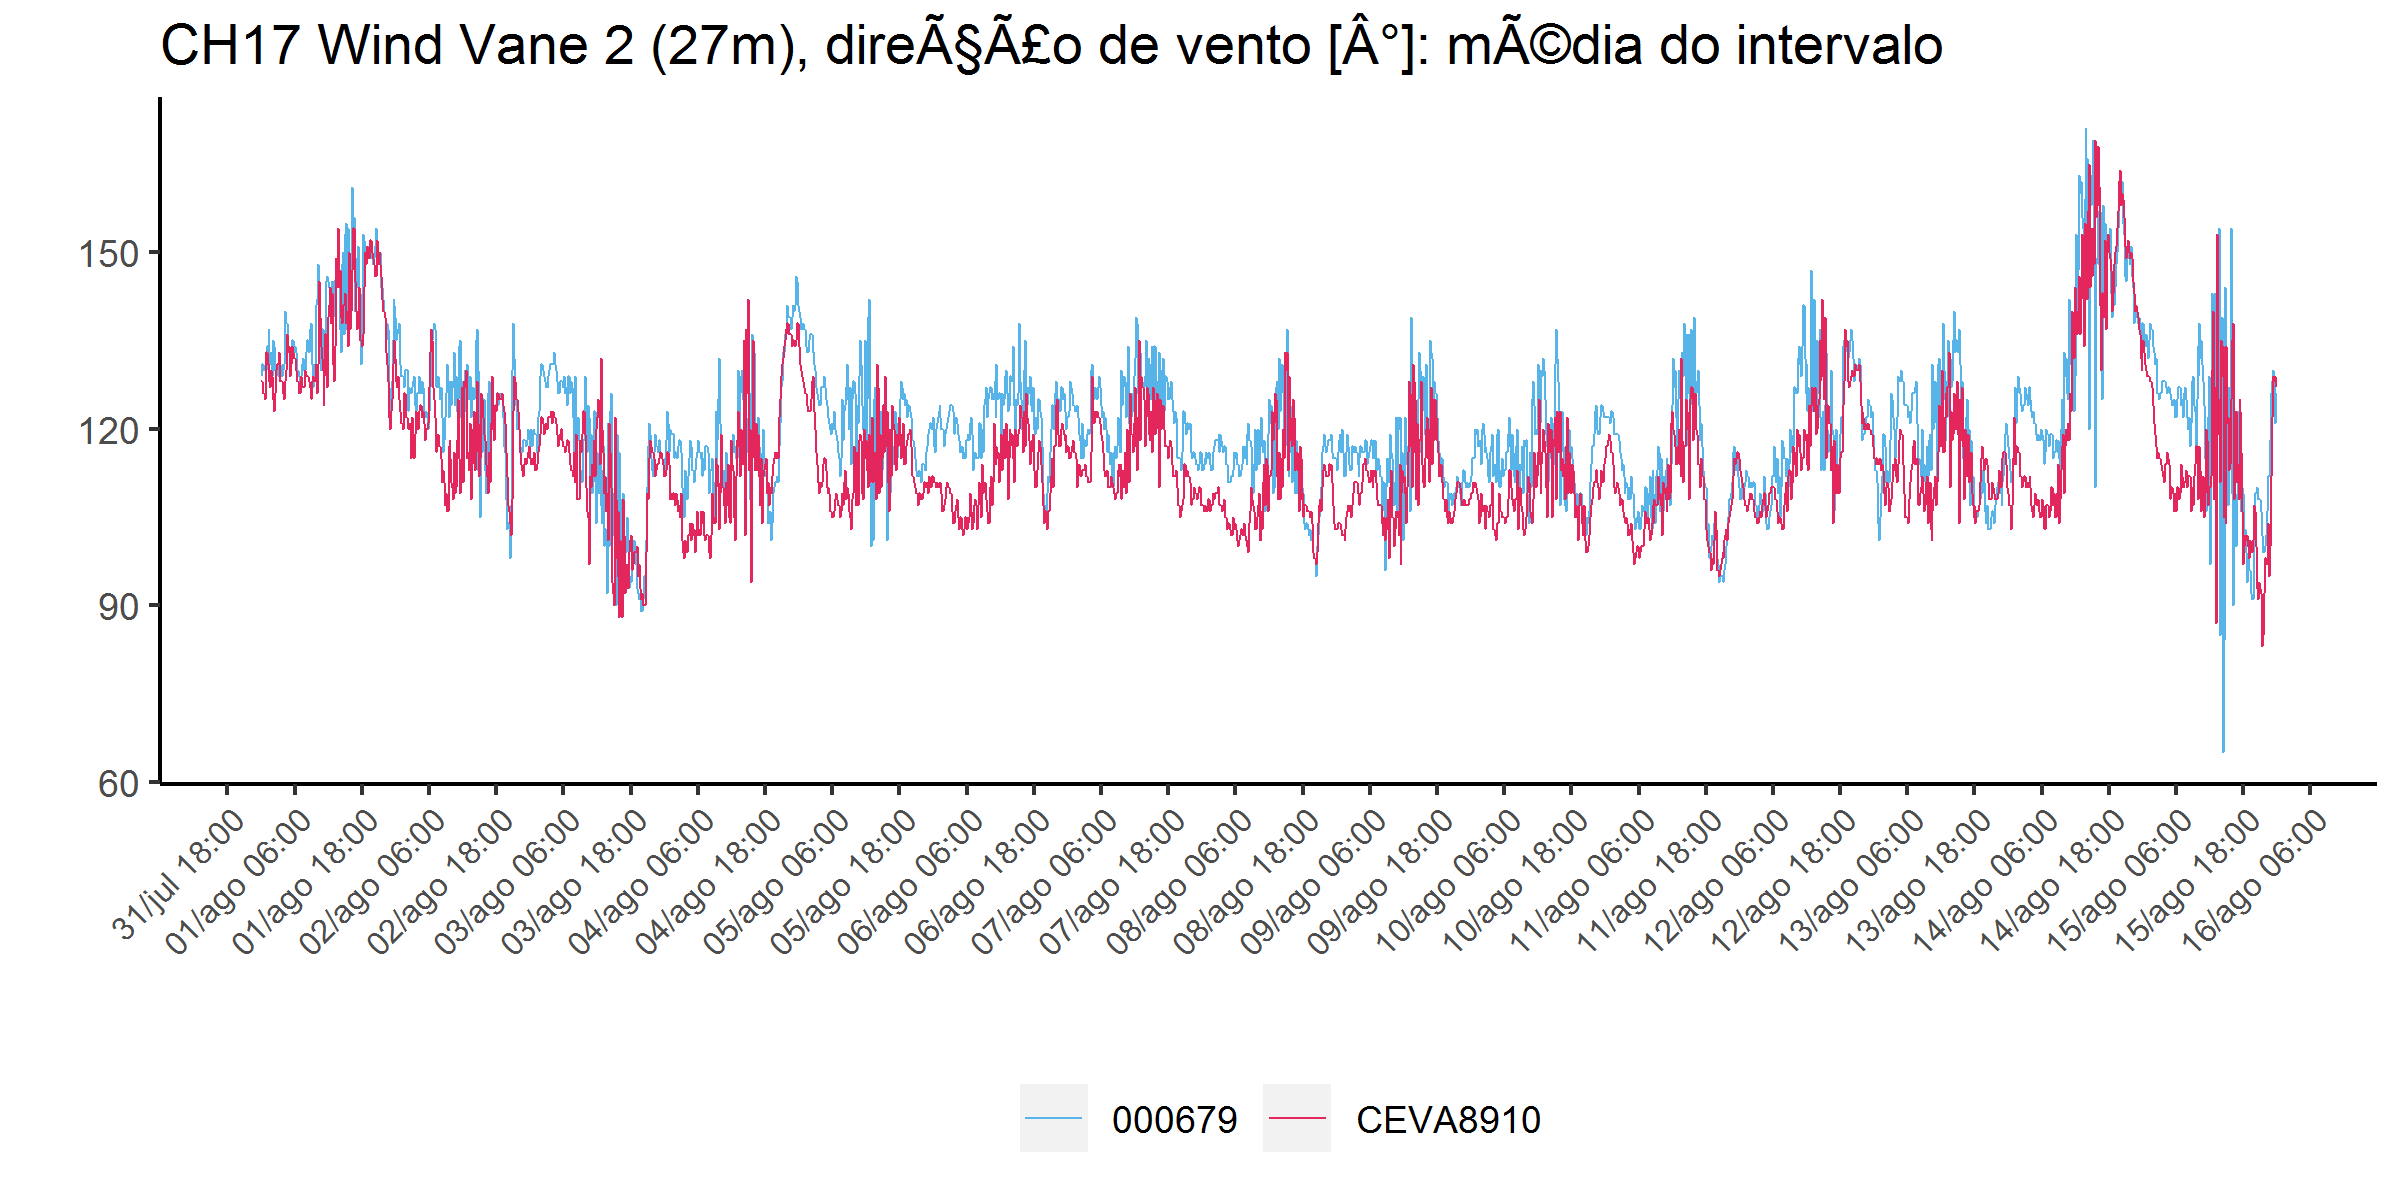 CH17 Wind Vane 2 (27m), direÃ§Ã£o de vento [Â°]: mÃ©dia do intervalo
150
120
90
60
31/jul 18:00
01/ago 06:00
01/ago 18:00
02/ago 06:00
02/ago 18:00
03/ago 06:00
03/ago 18:00
04/ago 06:00
04/ago 18:00
05/ago 06:00
05/ago 18:00
06/ago 06:00
06/ago 18:00
07/ago 06:00
07/ago 18:00
08/ago 06:00
08/ago 18:00
09/ago 06:00
09/ago 18:00
10/ago 06:00
10/ago 18:00
11/ago 06:00
11/ago 18:00
12/ago 06:00
12/ago 18:00
13/ago 06:00
13/ago 18:00
14/ago 06:00
14/ago 18:00
15/ago 06:00
15/ago 18:00
16/ago 06:00
000679
CEVA8910